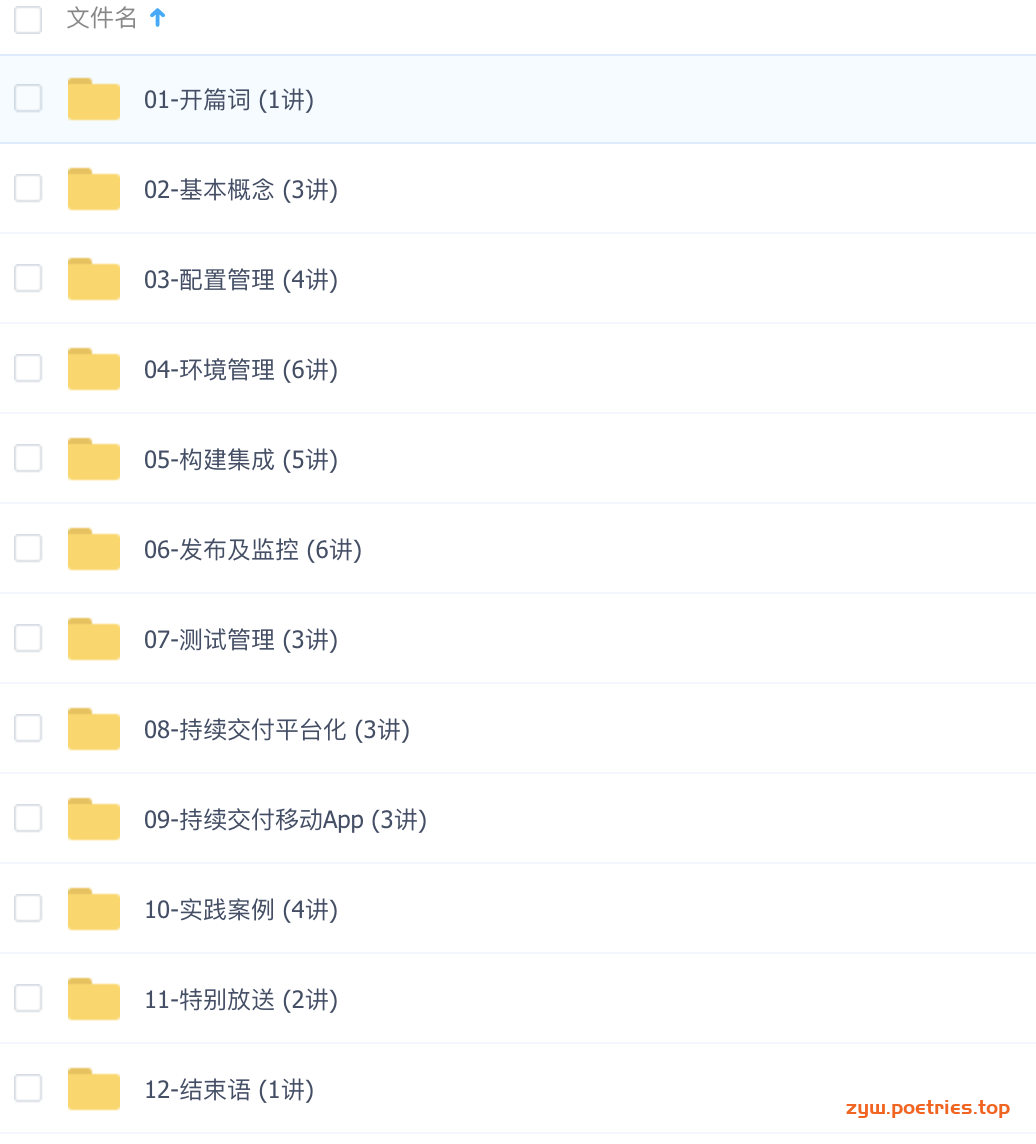 文件名
01-开篇词 (1讲)
02-基本概念 (3讲)
03-配置管理 (4讲)
04-环境管理 (6讲)
05-构建集成 (5讲)
06-发布及监控 (6讲)
07-测试管理 (3讲)
08-持续交付平台化 (3讲)
09-持续交付移动App (3讲)
10-实践案例 (4讲)
11-特别放送 (2讲)
12-结束语 (1讲)
zyw.poetries.top